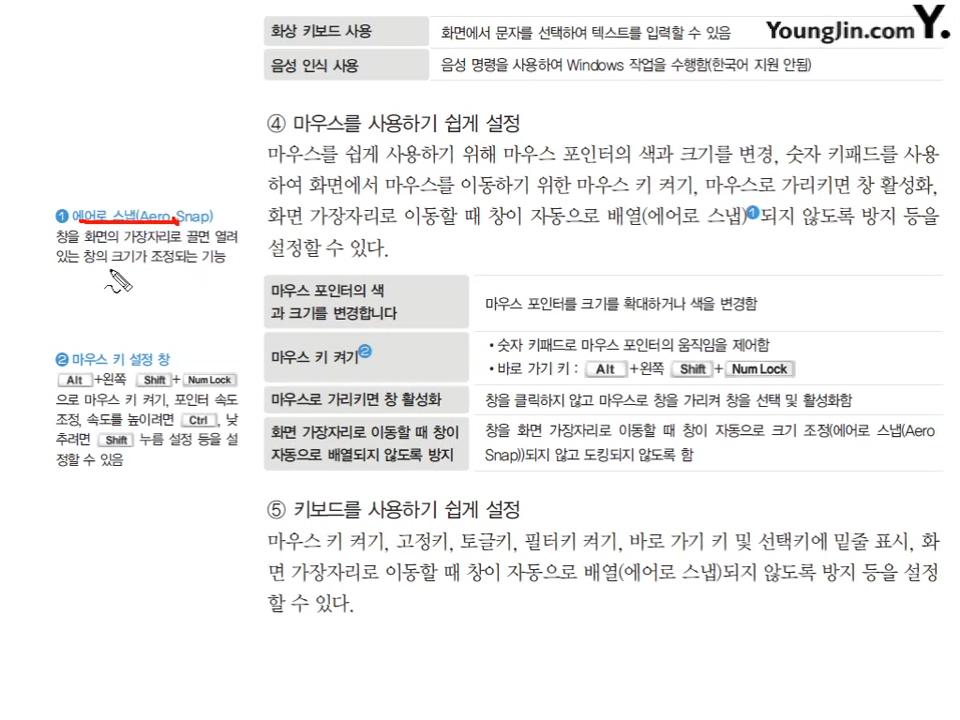 YoungJin.com Y.
화상 키보드 사용 화면에서 문자를 선택하여 텍스트를 입력할 수 있음
음성 인식 사용 음성 명령을 사용하여 Windows 작업을 수행함(한국어 지원 안됨)
④ 마우스를 사용하기 쉽게 설정
마우스를 쉽게 사용하기 위해 마우스 포인터의 색과 크기를 변경, 숫자 키패드를 사용
하여 화면에서 마우스를 이동하기 위한 마우스 키 켜기, 마우스로 가리키면 창 활성화,
화면 가장자리로 이동할 때 창이 자동으로 배열(에어로 스냅)❶되지 않도록 방지 등을
설정할 수 있다.
❶ 에어로 스냅(Aero Snap)
창을 화면의 가장자리로 끌면 열려
있는 창의 크기가 조정되는 기능
마우스 포인터의 색
과 크기를 변경합니다
마우스 포인터를 크기를 확대하거나 색을 변경함
마우스 키 켜기❷
• 숫자 키패드로 마우스 포인터의 움직임을 제어함
• 바로 가기 키 : Alt +왼쪽 Shift + Num Lock
마우스로 가리키면 창 활성화 창을 클릭하지 않고 마우스로 창을 가리켜 창을 선택 및 활성화함
화면 가장자리로 이동할 때 창이
자동으로 배열되지 않도록 방지
창을 화면 가장자리로 이동할 때 창이 자동으로 크기 조정(에어로 스냅(Aero
Snap))되지 않고 도킹되지 않도록 함
❷ 마우스 키 설정 창
Alt +왼쪽 Shift + Num Lock
으로 마우스 키 켜기, 포인터 속도
조정, 속도를 높이려면 Ctrl , 낮
추려면 Shift 누름 설정 등을 설
정할 수 있음
⑤ 키보드를 사용하기 쉽게 설정
마우스 키 켜기, 고정키, 토글키, 필터키 켜기, 바로 가기 키 및 선택키에 밑줄 표시, 화
면 가장자리로 이동할 때 창이 자동으로 배열(에어로 스냅)되지 않도록 방지 등을 설정
할 수 있다.